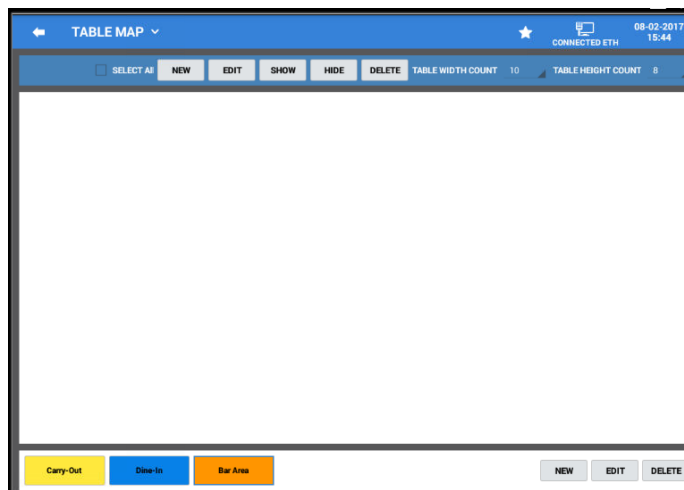 TABLE MAP
CONNECTED ETH
08-02-2017
15:44
SELECT All NEW EDIT SHOW HIDE DELETE TABLE WIDTH COUNT 10 TABLE HEIGHT COUNT 8
Carry-Out Dine-In Bar Area NEW EDIT DELETE